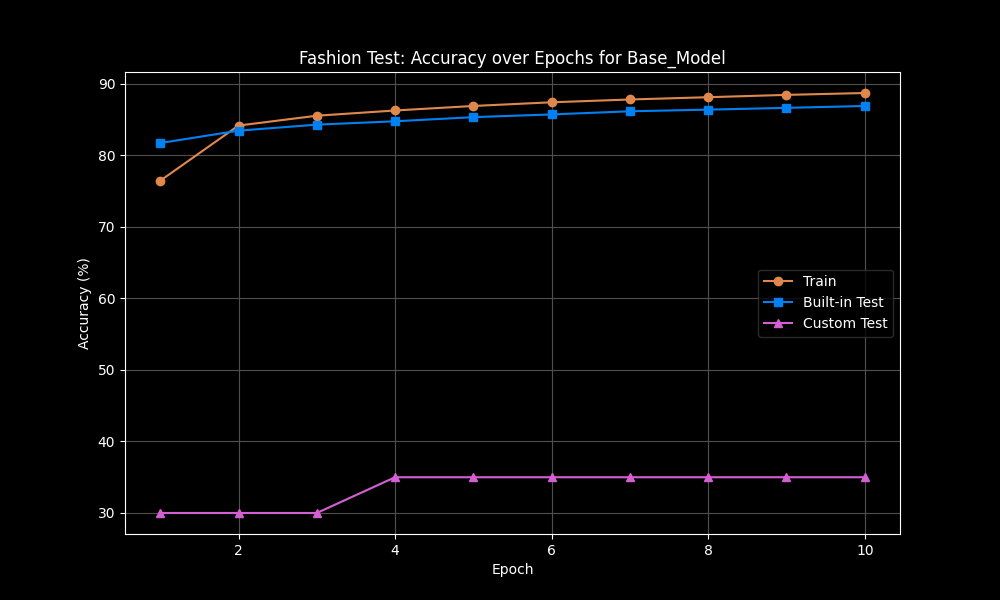 Fashion Test: Accuracy over Epochs for Base_Model
90
80
70
60
50
40
30
Accuracy (%)
Train
Built-in Test
Custom Test
2 4 6 8 10
Epoch